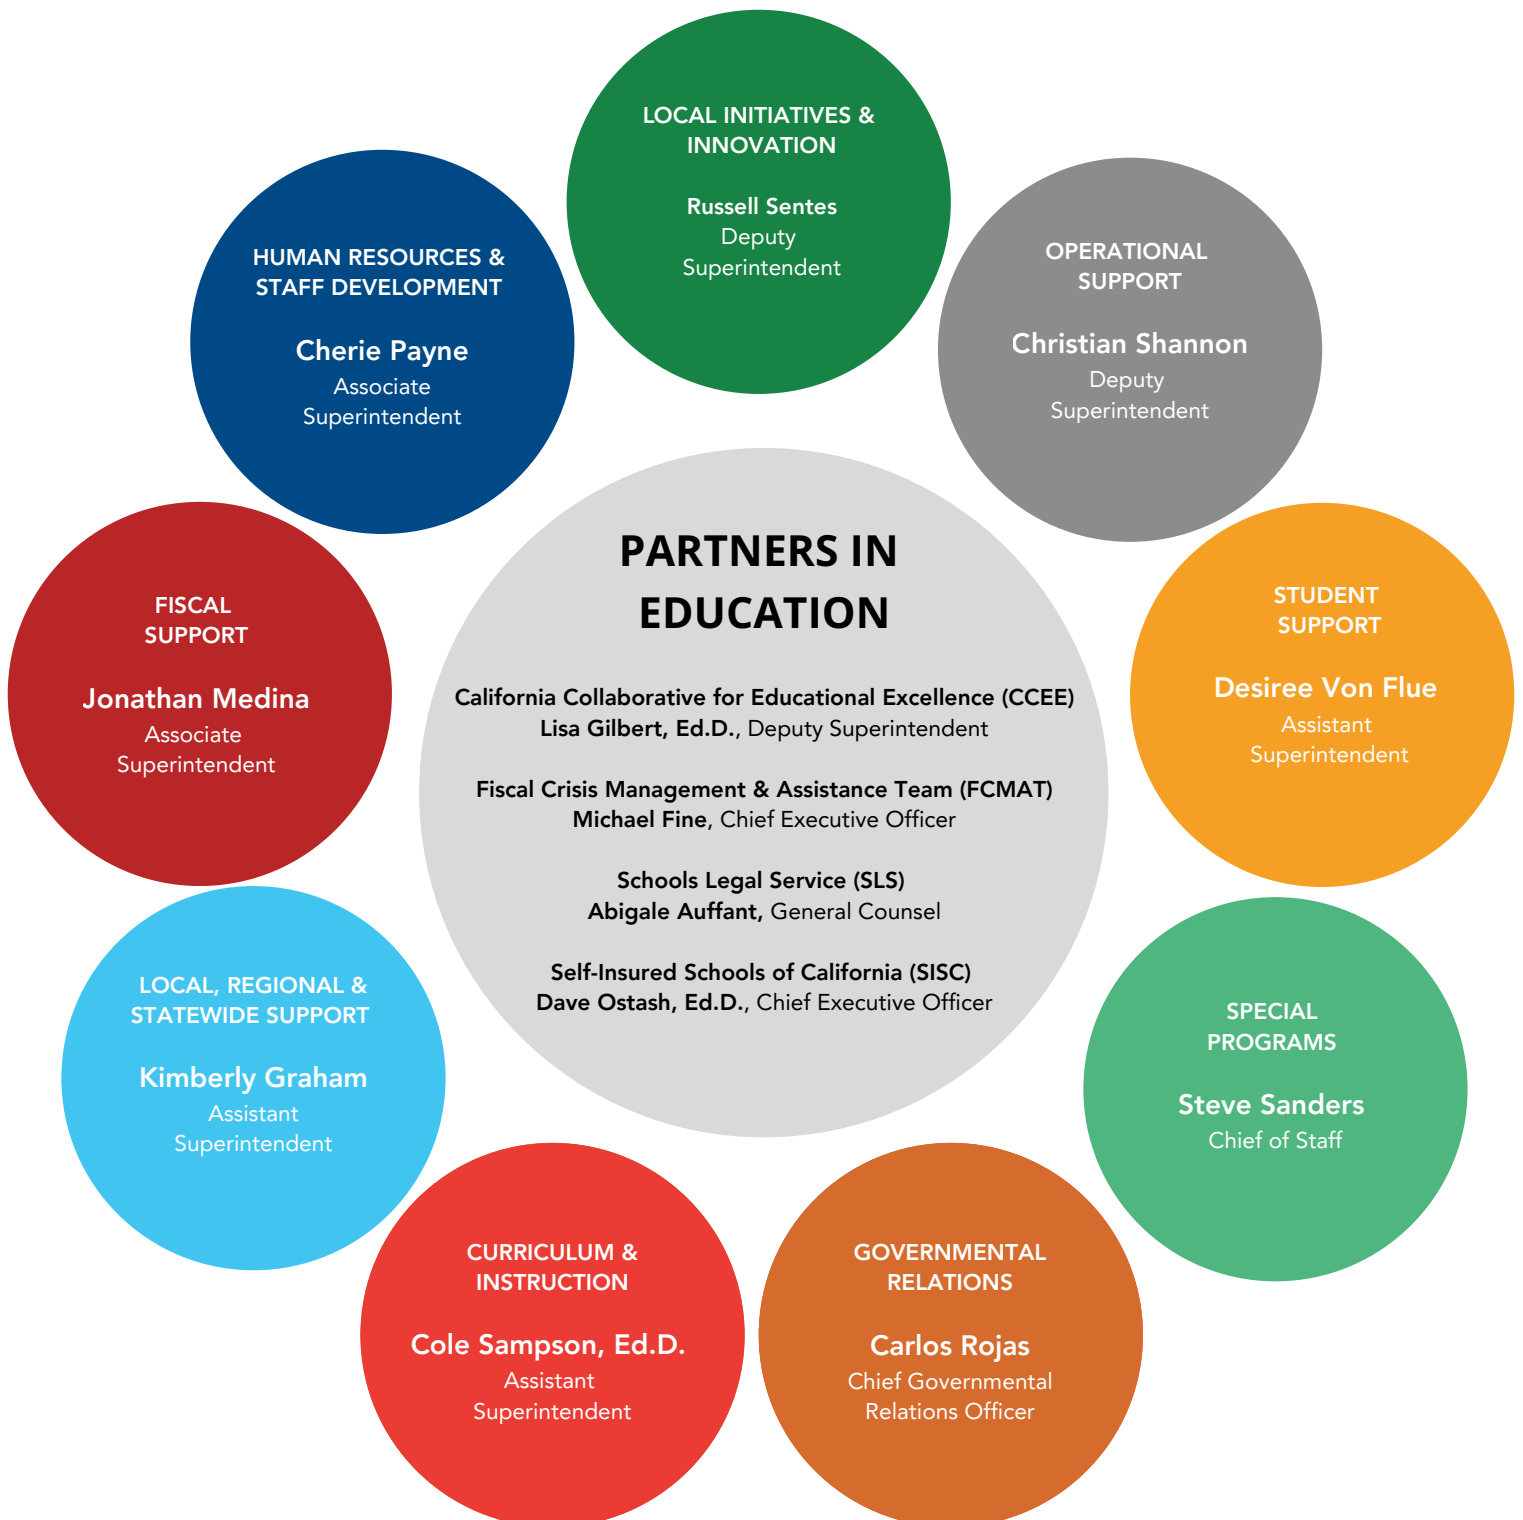 LOCAL INITIATIVES &
INNOVATION
Russell Sentes
Deputy
Superintendent
OPERATIONAL
SUPPORT
Christian Shannon
Deputy
Superintendent
STUDENT
SUPPORT
Desiree Von Flue
Assistant
Superintendent
SPECIAL
PROGRAMS
Steve Sanders
Chief of Staff
GOVERNMENTAL
RELATIONS
Carlos Rojas
Chief Governmental
Relations Officer
CURRICULUM &
INSTRUCTION
Cole Sampson, Ed.D.
Assistant
Superintendent
LOCAL, REGIONAL &
STATEWIDE SUPPORT
Kimberly Graham
Assistant
Superintendent
FISCAL
SUPPORT
Jonathan Medina
Associate
Superintendent
HUMAN RESOURCES &
STAFF DEVELOPMENT
Cherie Payne
Associate
Superintendent
PARTNERS IN
EDUCATION
California Collaborative for Educational Excellence (CCEE)
Lisa Gilbert, Ed.D., Deputy Superintendent
Fiscal Crisis Management & Assistance Team (FCMAT)
Michael Fine, Chief Executive Officer
Schools Legal Service (SLS)
Abigale Auffant, General Counsel
Self-Insured Schools of California (SISC)
Dave Ostash, Ed.D., Chief Executive Officer